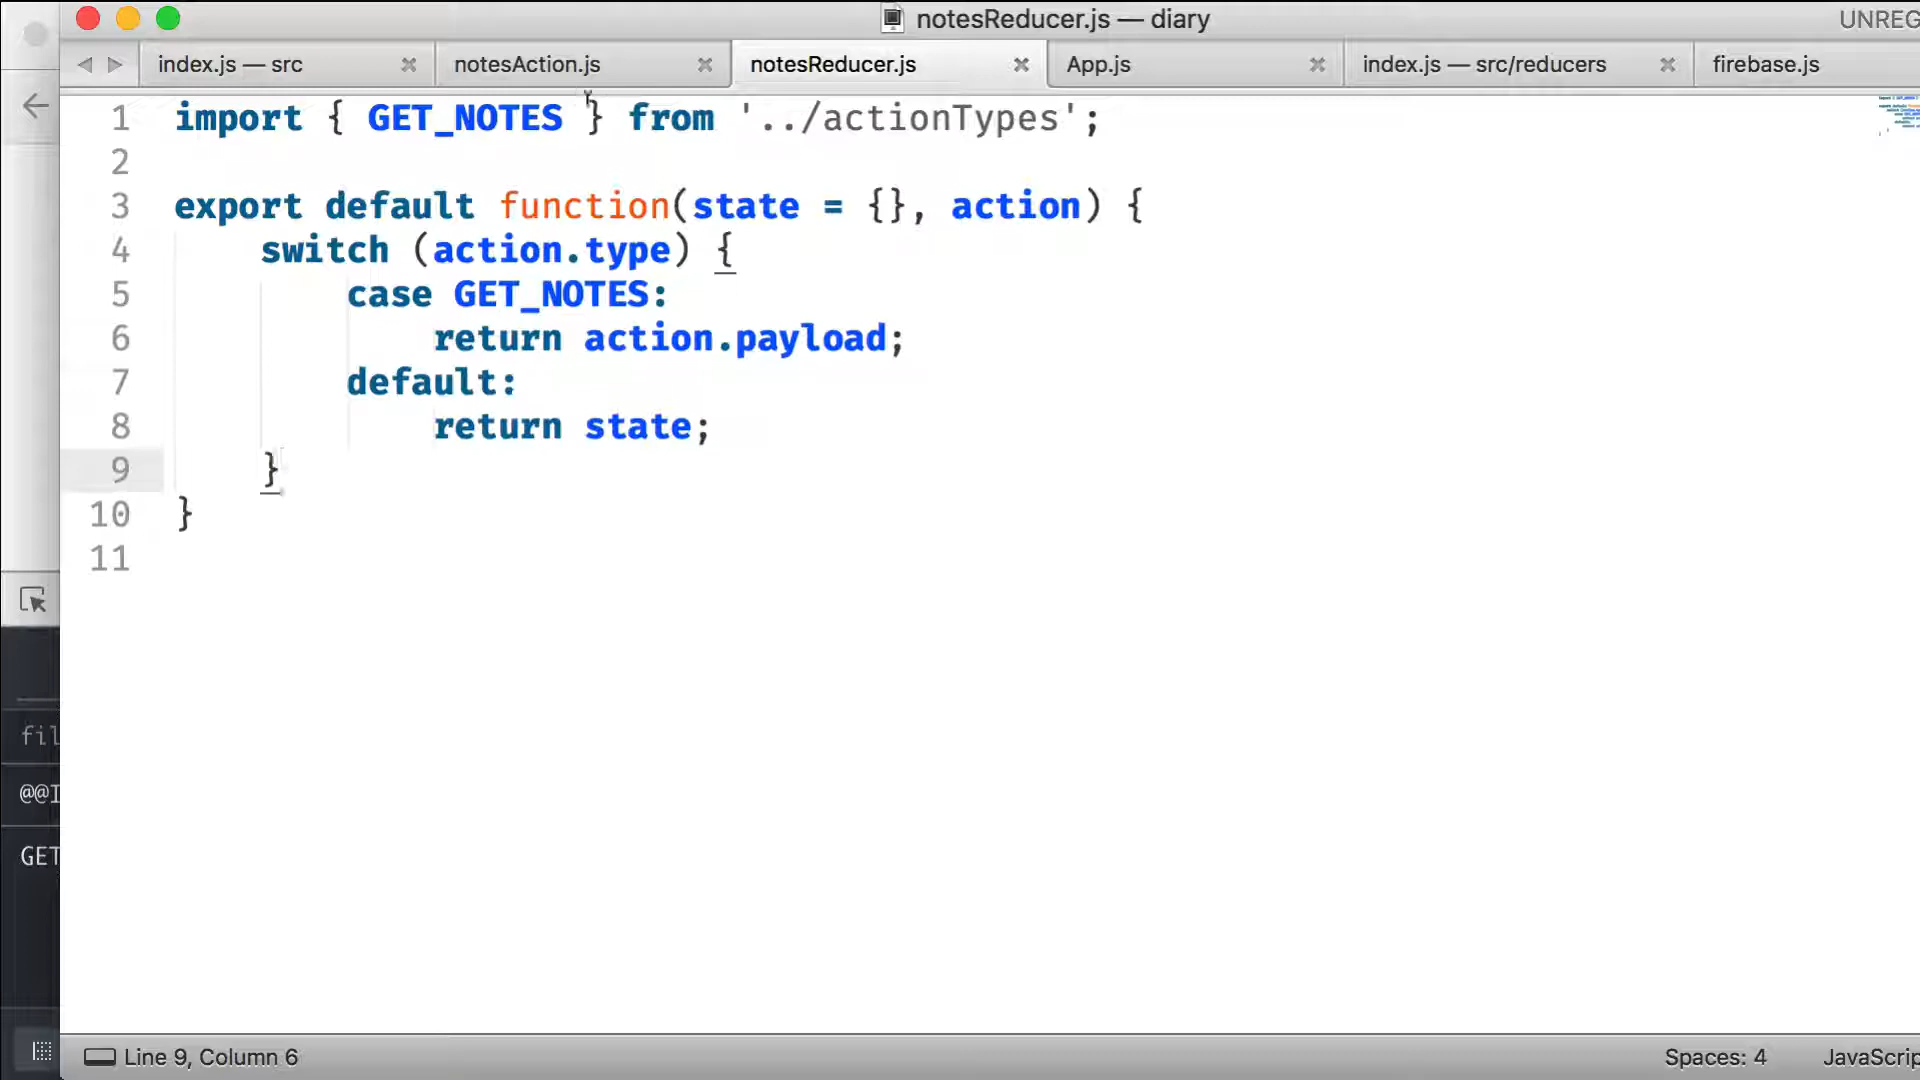 notesReducer.js — diary
UNREG
index.js — src
notesAction.js
notesReducer.js
App.js
index.js — src/reducers
firebase.js
1 import { GET_NOTES } from '../actionTypes';
2
3 export default function(state = {}, action) {
4 switch (action.type) {
5 case GET_NOTES:
6 return action.payload;
7 default:
8 return state;
9 }
10 }
11
fil
@@I
GET
Line 9, Column 6
Spaces: 4
JavaScrip